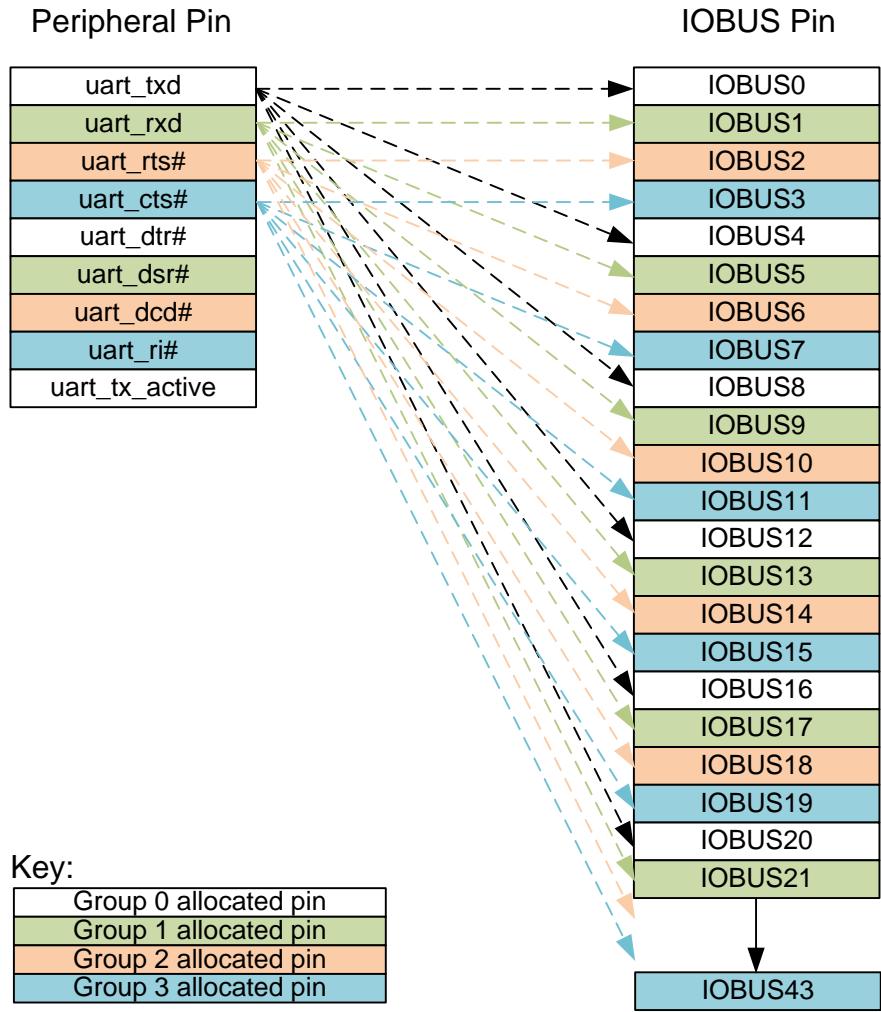 Peripheral Pin
uart_txd
uart_rxd
uart_rts#
uart_cts#
uart_dtr#
uart_dsr#
uart_dcd#
uart_ri#
uart_tx_active
IOBUS Pin
IOBUS0
IOBUS1
IOBUS2
IOBUS3
IOBUS4
IOBUS5
IOBUS6
IOBUS7
IOBUS8
IOBUS9
IOBUS10
IOBUS11
IOBUS12
IOBUS13
IOBUS14
IOBUS15
IOBUS16
IOBUS17
IOBUS18
IOBUS19
IOBUS20
IOBUS21
IOBUS43
Key:
Group 0 allocated pin
Group 1 allocated pin
Group 2 allocated pin
Group 3 allocated pin